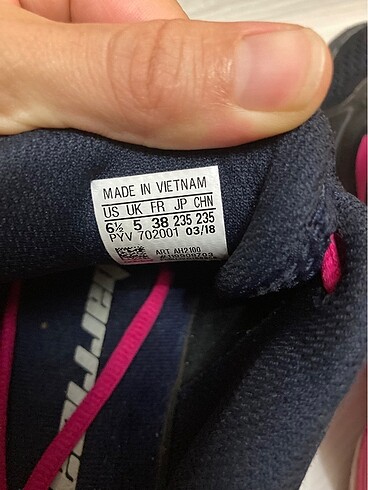 MADE IN VIETNAM
US UK FR JP CHN
6½ 5 38 235 235
PYV 702001 03/18
ART AH2100